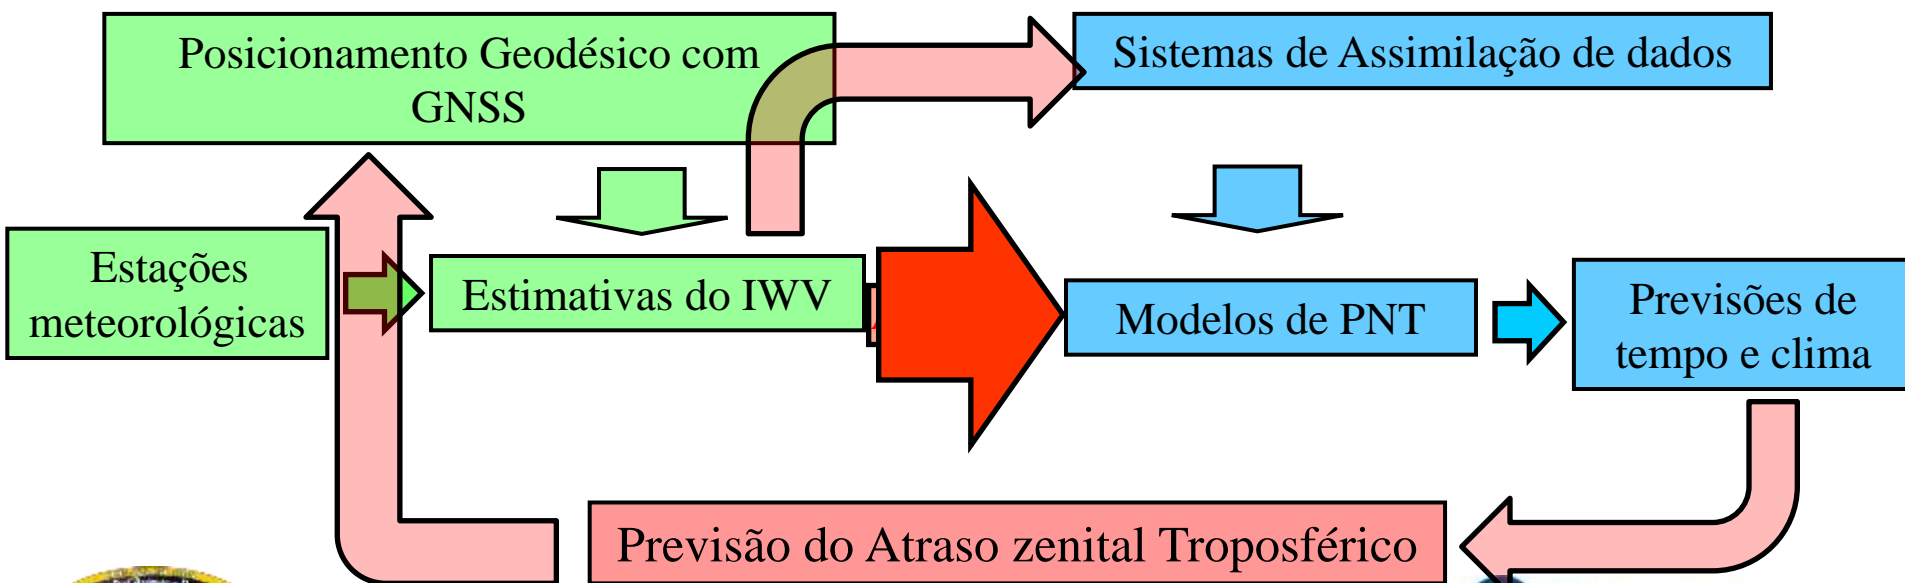 Posicionamento Geodésico com
GNSS
Sistemas de Assimilação de dados
Estações
meteorológicas
Estimativas do IWV
Modelos de PNT
Previsões de
tempo e clima
Previsão do Atraso zenital Troposférico